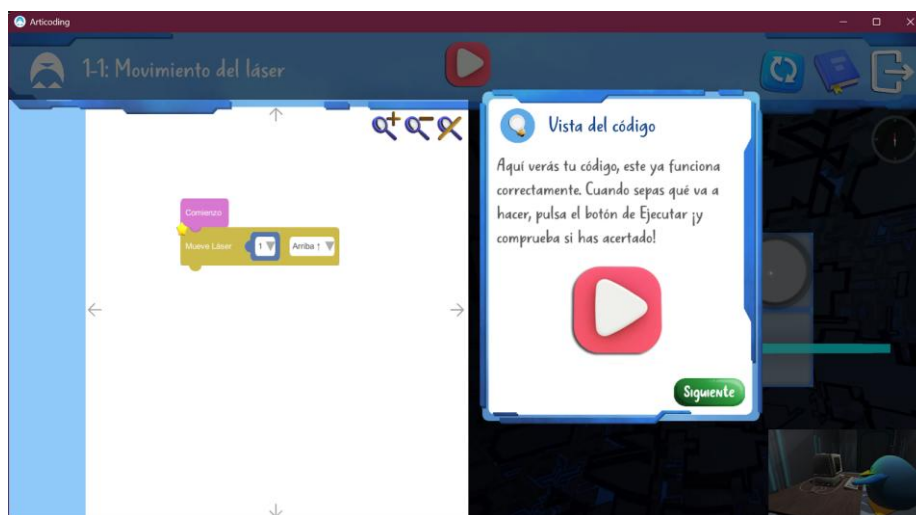 Articoding
1-1: Movimiento del láser
Comienzo
Mueve Láser 1 Arriba ↑
Vista del código
Aquí verás tu código, este ya funciona
correctamente. Cuando sepas qué va a
hacer, pulsa el botón de Ejecutar ¡y
comprueba si has acertado!
Siguiente